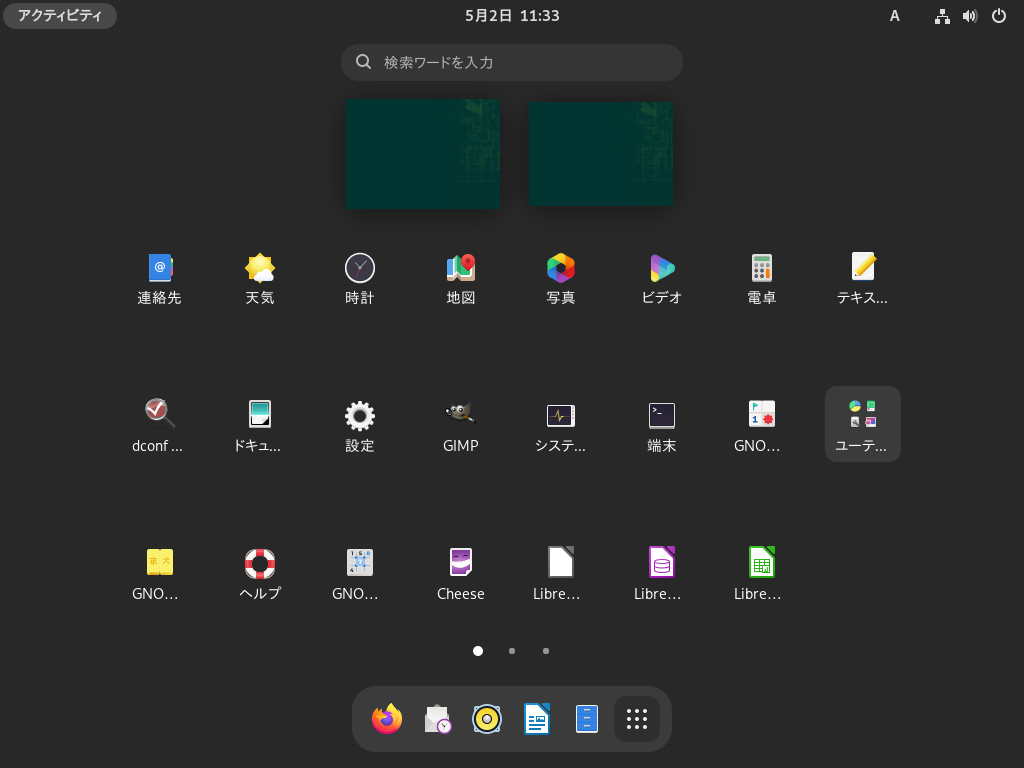 アクティビティ
5月2日 11:33
A
検索ワードを入力
連絡先
天気
時計
地図
写真
ビデオ
電卓
テキス...
dconf ...
ドキュ...
設定
GIMP
システ...
端末
GNO...
ユーテ...
GNO...
ヘルプ
GNO...
Cheese
Libre...
Libre...
Libre...